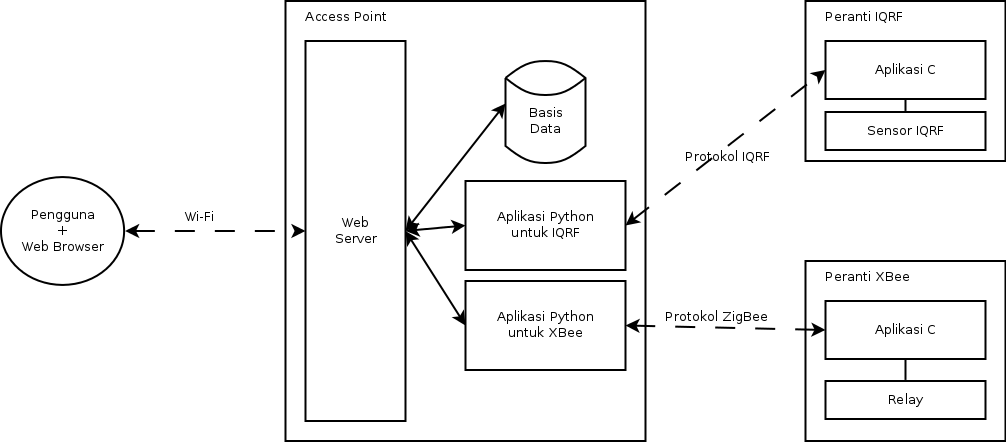 Access Point
Peranti IQRF
Aplikasi C
Sensor IQRF
Basis
Data
Protokol IQRF
Pengguna
+
Web Browser
Wi-Fi
Web
Server
Aplikasi Python
untuk IQRF
Peranti XBee
Aplikasi Python
untuk XBee
Protokol ZigBee
Aplikasi C
Relay